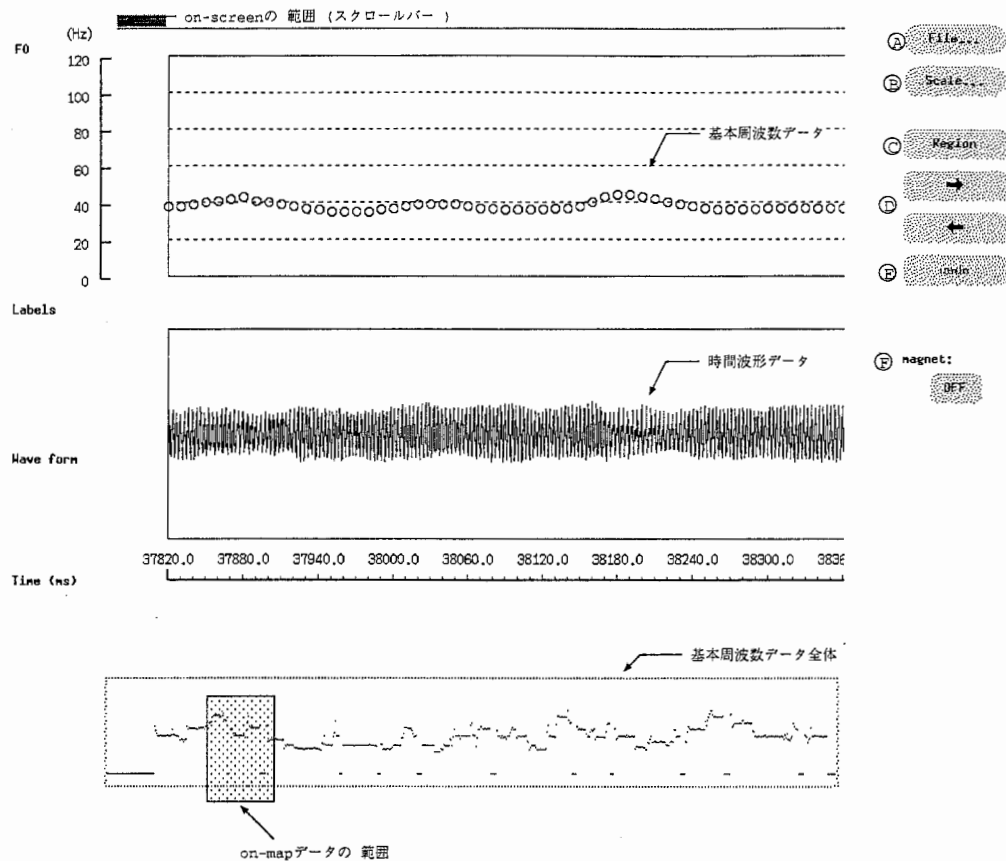 on-screenの 範囲 (スクロールバー )
(Hz)
F0
120
100
80
60
40
20
0
基本周波数データ
Ⓐ File...
Ⓑ Scale...
Ⓒ Region
→
Ⓓ
←
Ⓔ
Labels
時間波形データ
Ⓕ magnet:
OFF
Wave form
37820.0 37880.0 37940.0 38000.0 38060.0 38120.0 38180.0 38240.0 38300.0 3836
Time (ms)
基本周波数データ全体
on-mapデータの 範囲